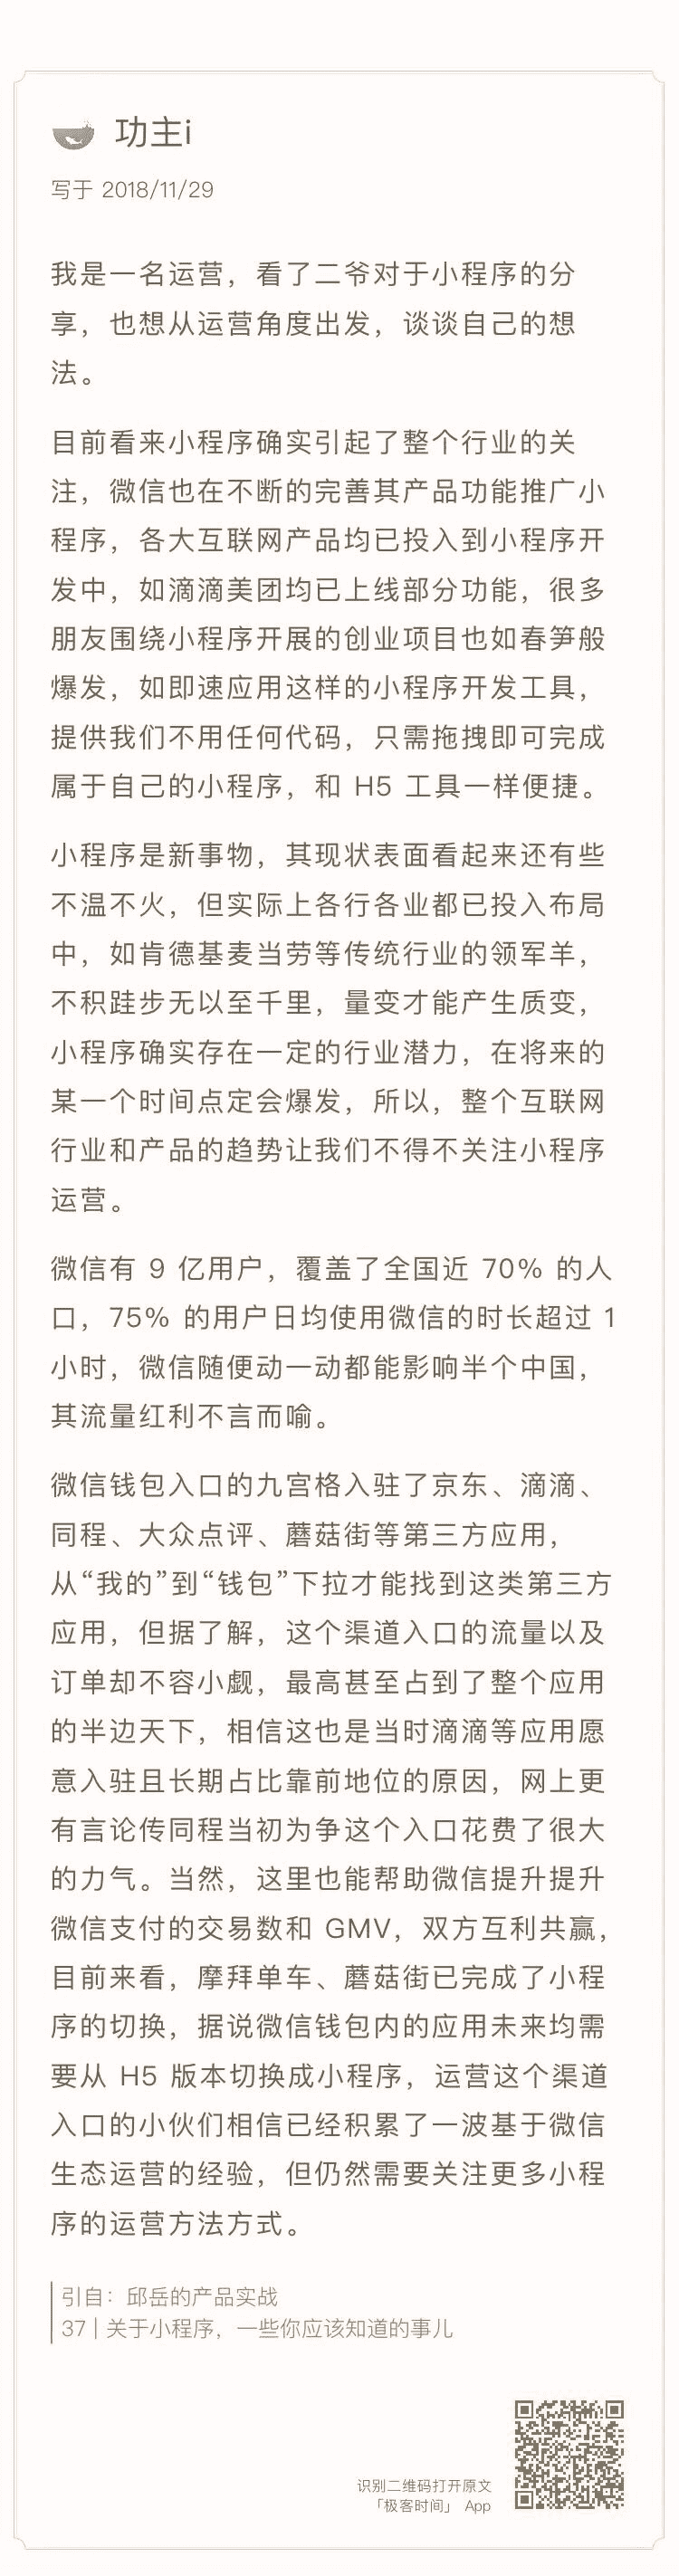 功主i
写于 2018/11/29
我是一名运营，看了二爷对于小程序的分
享，也想从运营角度出发，谈谈自己的想
法。
目前看来小程序确实引起了整个行业的关
注，微信也在不断的完善其产品功能推广小
程序，各大互联网产品均已投入到小程序开
发中，如滴滴美团均已上线部分功能，很多
朋友围绕小程序开展的创业项目也如春笋般
爆发，如即速应用这样的小程序开发工具，
提供我们不用任何代码，只需拖拽即可完成
属于自己的小程序，和 H5 工具一样便捷。
小程序是新事物，其现状表面看起来还有些
不温不火，但实际上各行各业都已投入布局
中，如肯德基麦当劳等传统行业的领军羊，
不积跬步无以至千里，量变才能产生质变，
小程序确实存在一定的行业潜力，在将来的
某一个时间点定会爆发，所以，整个互联网
行业和产品的趋势让我们不得不关注小程序
运营。
微信有 9 亿用户，覆盖了全国近 70% 的人
口，75% 的用户日均使用微信的时长超过 1
小时，微信随便动一动都能影响半个中国，
其流量红利不言而喻。
微信钱包入口的九宫格入驻了京东、滴滴、
同程、大众点评、蘑菇街等第三方应用，
从“我的”到“钱包”下拉才能找到这类第三方
应用，但据了解，这个渠道入口的流量以及
订单却不容小觑，最高甚至占到了整个应用
的半边天下，相信这也是当时滴滴等应用愿
意入驻且长期占比靠前地位的原因，网上更
有言论传同程当初为争这个入口花费了很大
的力气。当然，这里也能帮助微信提升提升
微信支付的交易数和 GMV，双方互利共赢，
目前来看，摩拜单车、蘑菇街已完成了小程
序的切换，据说微信钱包内的应用未来均需
要从 H5 版本切换成小程序，运营这个渠道
入口的小伙们相信已经积累了一波基于微信
生态运营的经验，但仍然需要关注更多小程
序的运营方法方式。
引自：邱岳的产品实战
37 | 关于小程序，一些你应该知道的事儿
识别二维码打开原文
「极客时间」 App